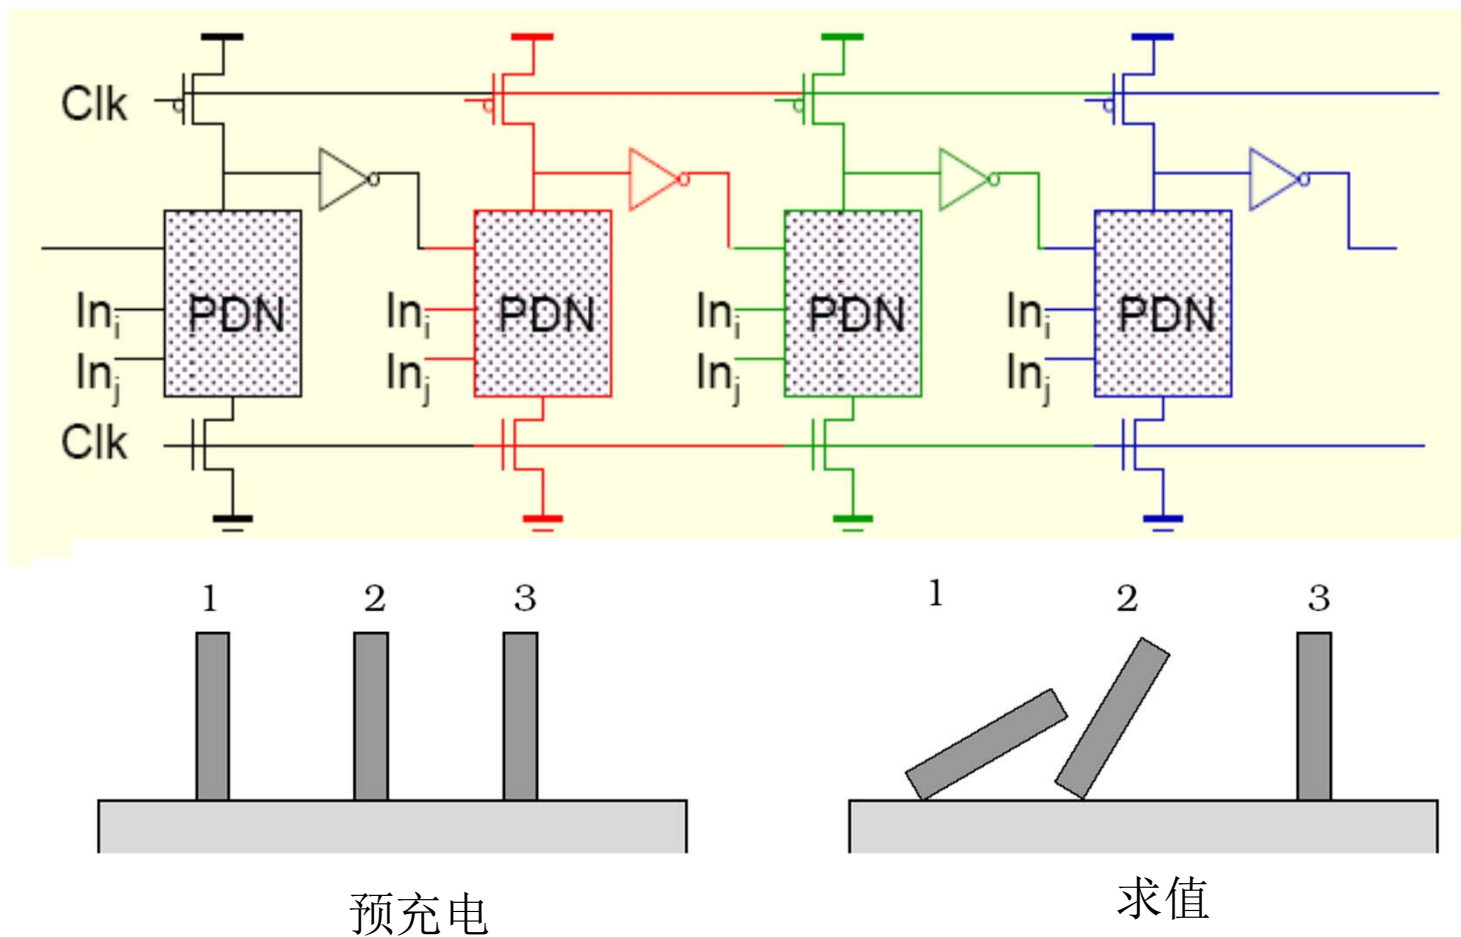 Clk
PDN PDN PDN PDN
In_i In_i In_i In_i
In_j In_j In_j In_j
Clk
1 2 3
1 2 3
预充电
求值